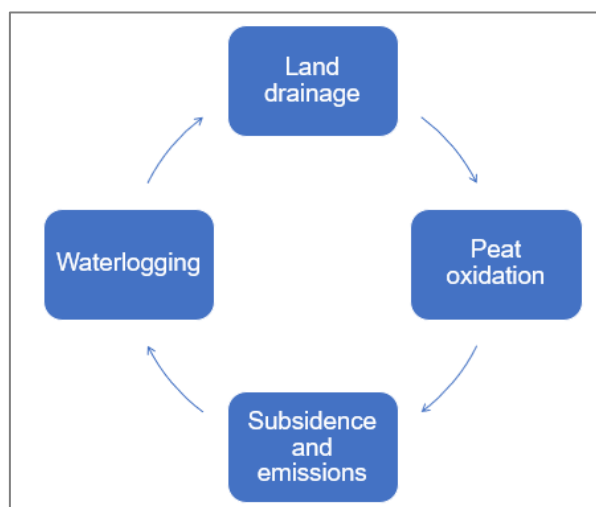 Land
drainage
Peat
oxidation
Subsidence
and
emissions
Waterlogging